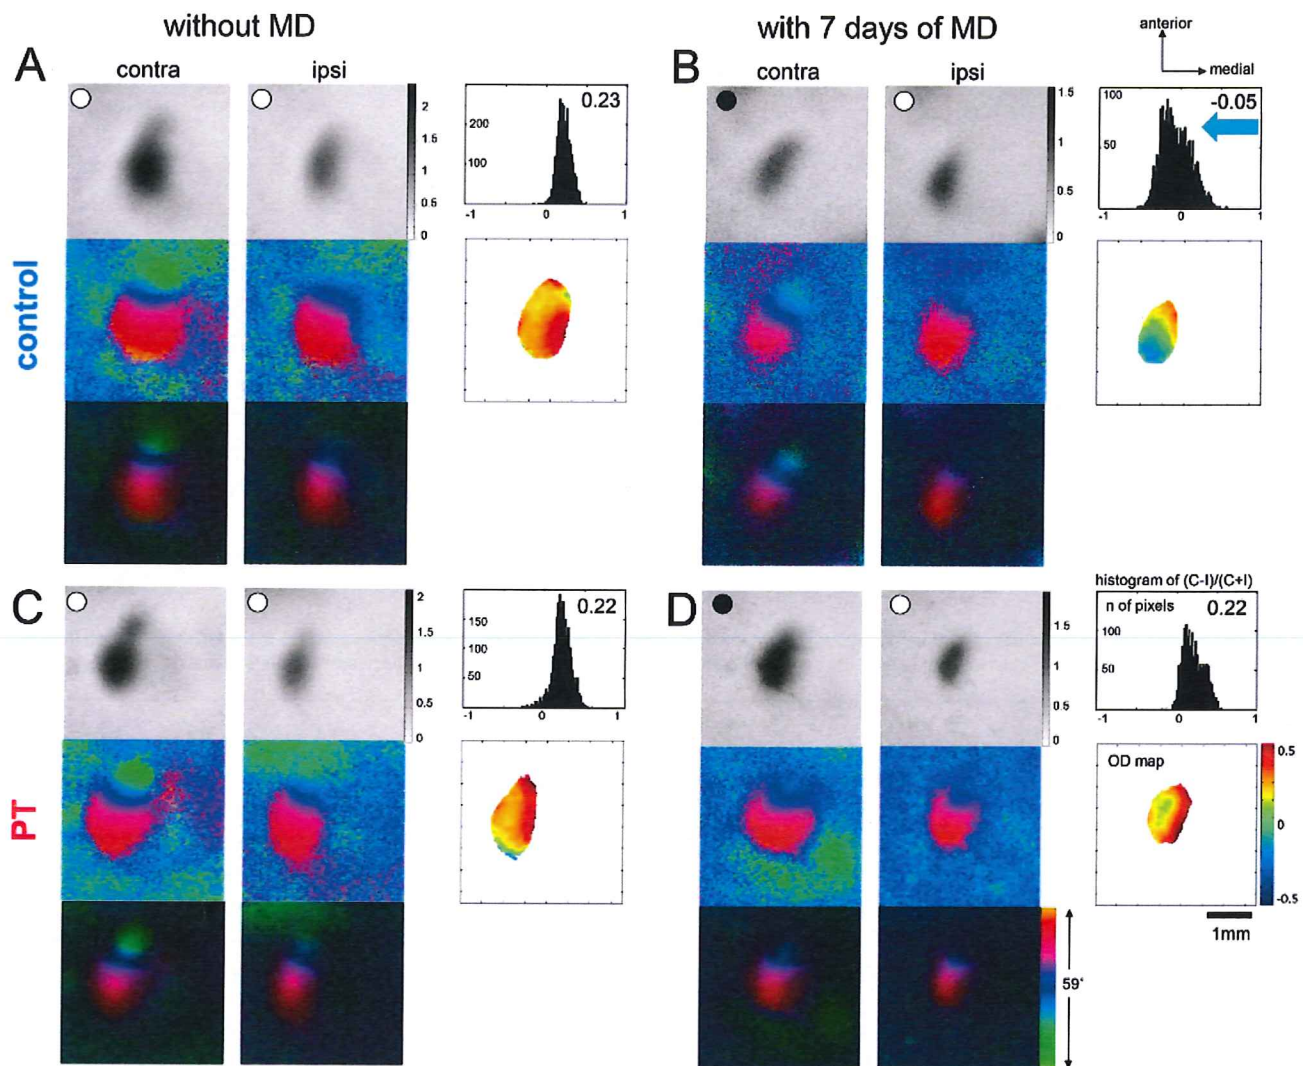 without MD
with 7 days of MD
anterior
medial
A
contra
ipsi
2
1.5
1
0.6
0
0.23
200
100
-1
0
1
B
contra
ipsi
1.5
1
0.5
0
100
-0.05
50
-1
0
1
control
C
2
1.5
1
0.5
0
0.22
150
100
50
-1
0
1
D
1.5
1
0.5
0
histogram of (C-I)/(C+I)
n of pixels
0.22
100
50
-1
0
1
PT
OD map
0.5
0
-0.5
1mm
59°